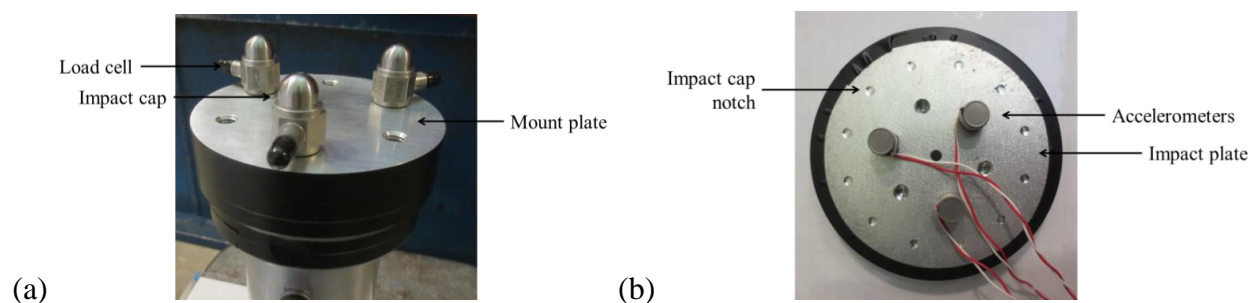 Load cell
Impact cap
Mount plate
(a)
Impact cap
notch
Accelerometers
Impact plate
(b)